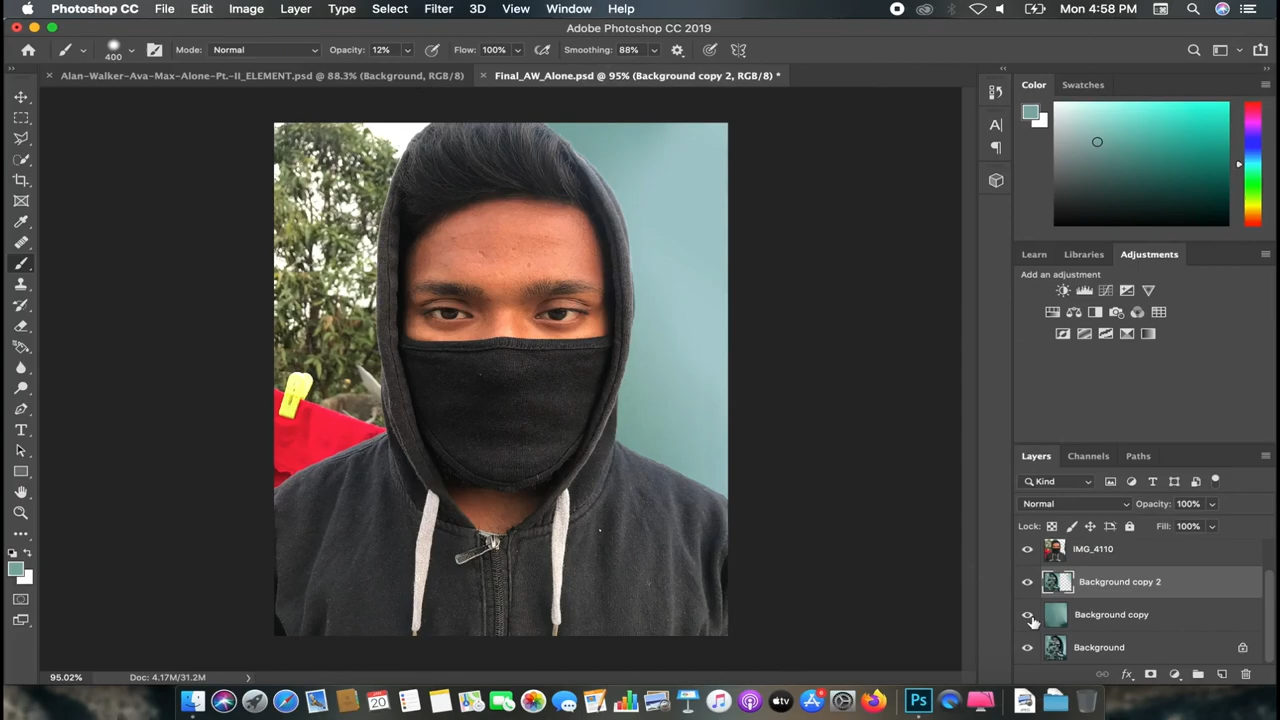 Photoshop CC File Edit Image Layer Type Select Filter 3D View Window Help Mon 4:58 PM
Adobe Photoshop CC 2019
400 Mode: Normal Opacity: 12% Flow: 100% Smoothing: 88%
Alan-Walker-Ava-Max-Alone-Pt.-II_ELEMENT.psd @ 88.3% (Background, RGB/8) Final_AW_Alone.psd @ 95% (Background copy 2, RGB/8) *
Color Swatches
Learn Libraries Adjustments
Add an adjustment
Layers Channels Paths
Kind
Normal Opacity: 100%
Lock: Fill: 100%
IMG_4110
Background copy 2
Background copy
Background
95.02% Doc: 4.17M/31.2M